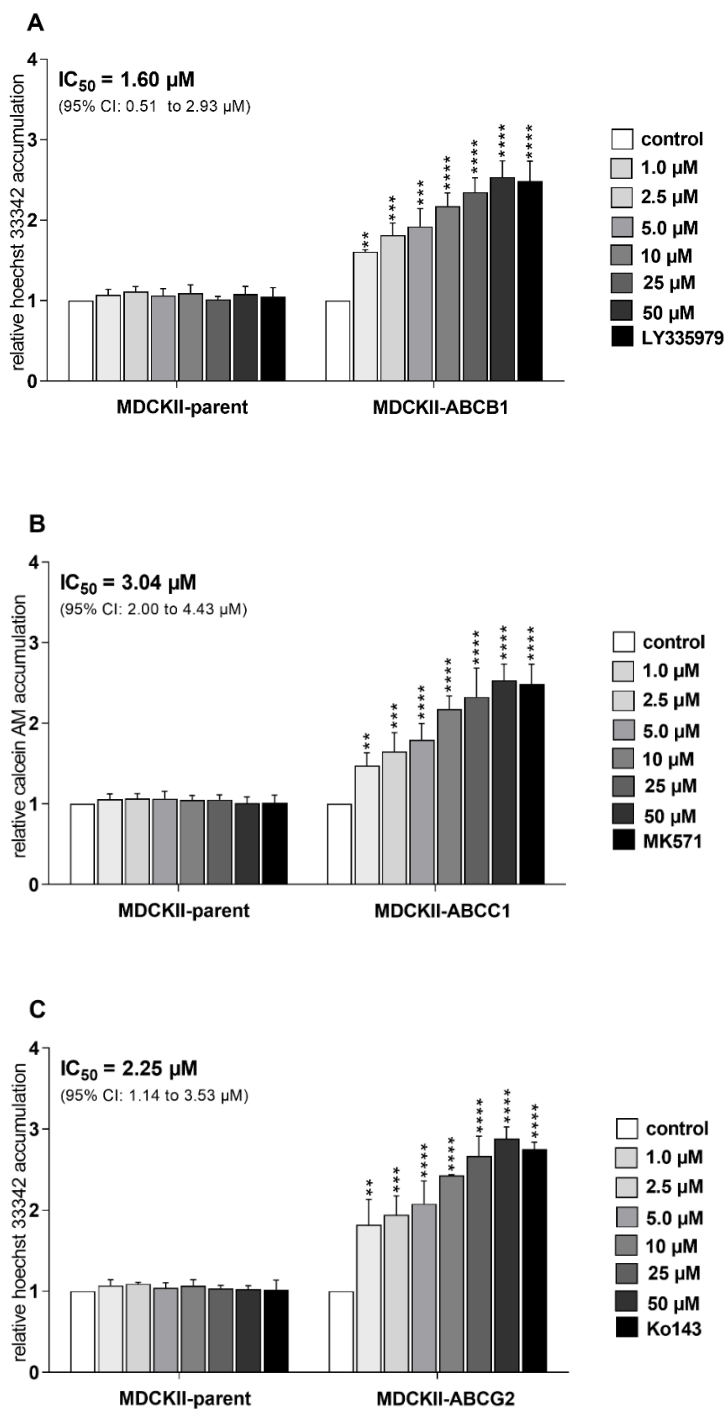 A
4
3
2
1
0
relative hoechst 33342 accumulation
IC50 = 1.60 µM
(95% CI: 0.51 to 2.93 µM)
** *** *** **** **** **** ****
MDCKII-parent MDCKII-ABCB1
control
1.0 µM
2.5 µM
5.0 µM
10 µM
25 µM
50 µM
LY335979
B
4
3
2
1
0
relative calcein AM accumulation
IC50 = 3.04 µM
(95% CI: 2.00 to 4.43 µM)
** *** **** **** **** **** ****
MDCKII-parent MDCKII-ABCC1
control
1.0 µM
2.5 µM
5.0 µM
10 µM
25 µM
50 µM
MK571
C
4
3
2
1
0
relative hoechst 33342 accumulation
IC50 = 2.25 µM
(95% CI: 1.14 to 3.53 µM)
** *** **** **** **** **** ****
MDCKII-parent MDCKII-ABCG2
control
1.0 µM
2.5 µM
5.0 µM
10 µM
25 µM
50 µM
Ko143